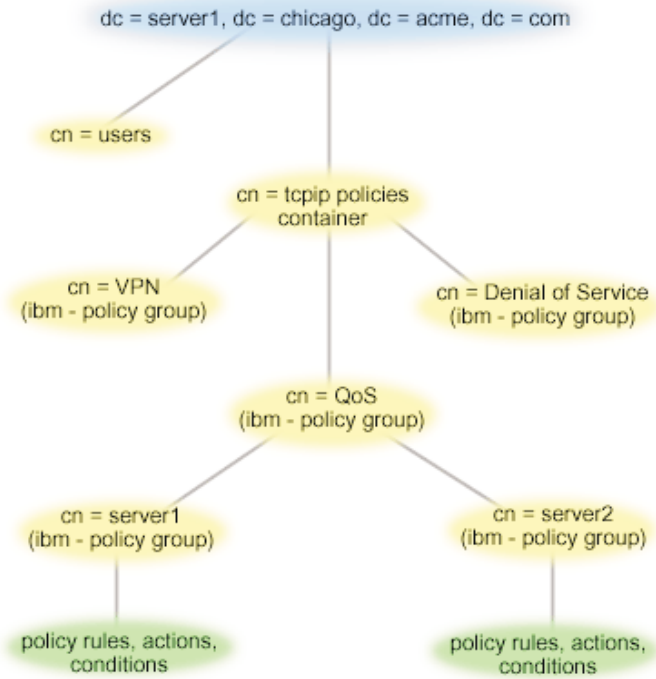 dc = server1, dc = chicago, dc = acme, dc = com
cn = users
cn = tcpip policies
container
cn = VPN
(ibm - policy group)
cn = Denial of Service
(ibm - policy group)
cn = QoS
(ibm - policy group)
cn = server1
(ibm - policy group)
cn = server2
(ibm - policy group)
policy rules, actions,
conditions
policy rules, actions,
conditions